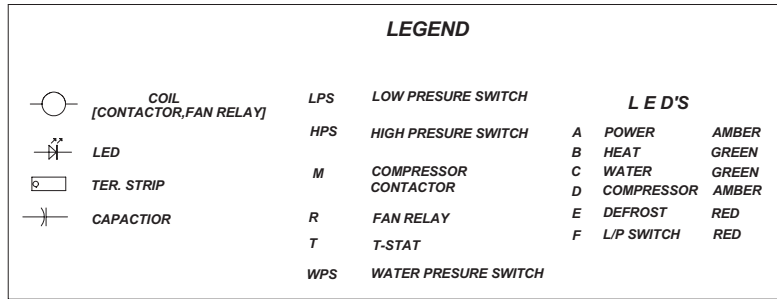 LEGEND
COIL
[CONTACTOR,FAN RELAY]
LED
TER. STRIP
CAPACTIOR
LPS LOW PRESURE SWITCH
HPS HIGH PRESURE SWITCH
M COMPRESSOR
CONTACTOR
R FAN RELAY
T T-STAT
WPS WATER PRESURE SWITCH
L E D'S
A POWER AMBER
B HEAT GREEN
C WATER GREEN
D COMPRESSOR AMBER
E DEFROST RED
F L/P SWITCH RED